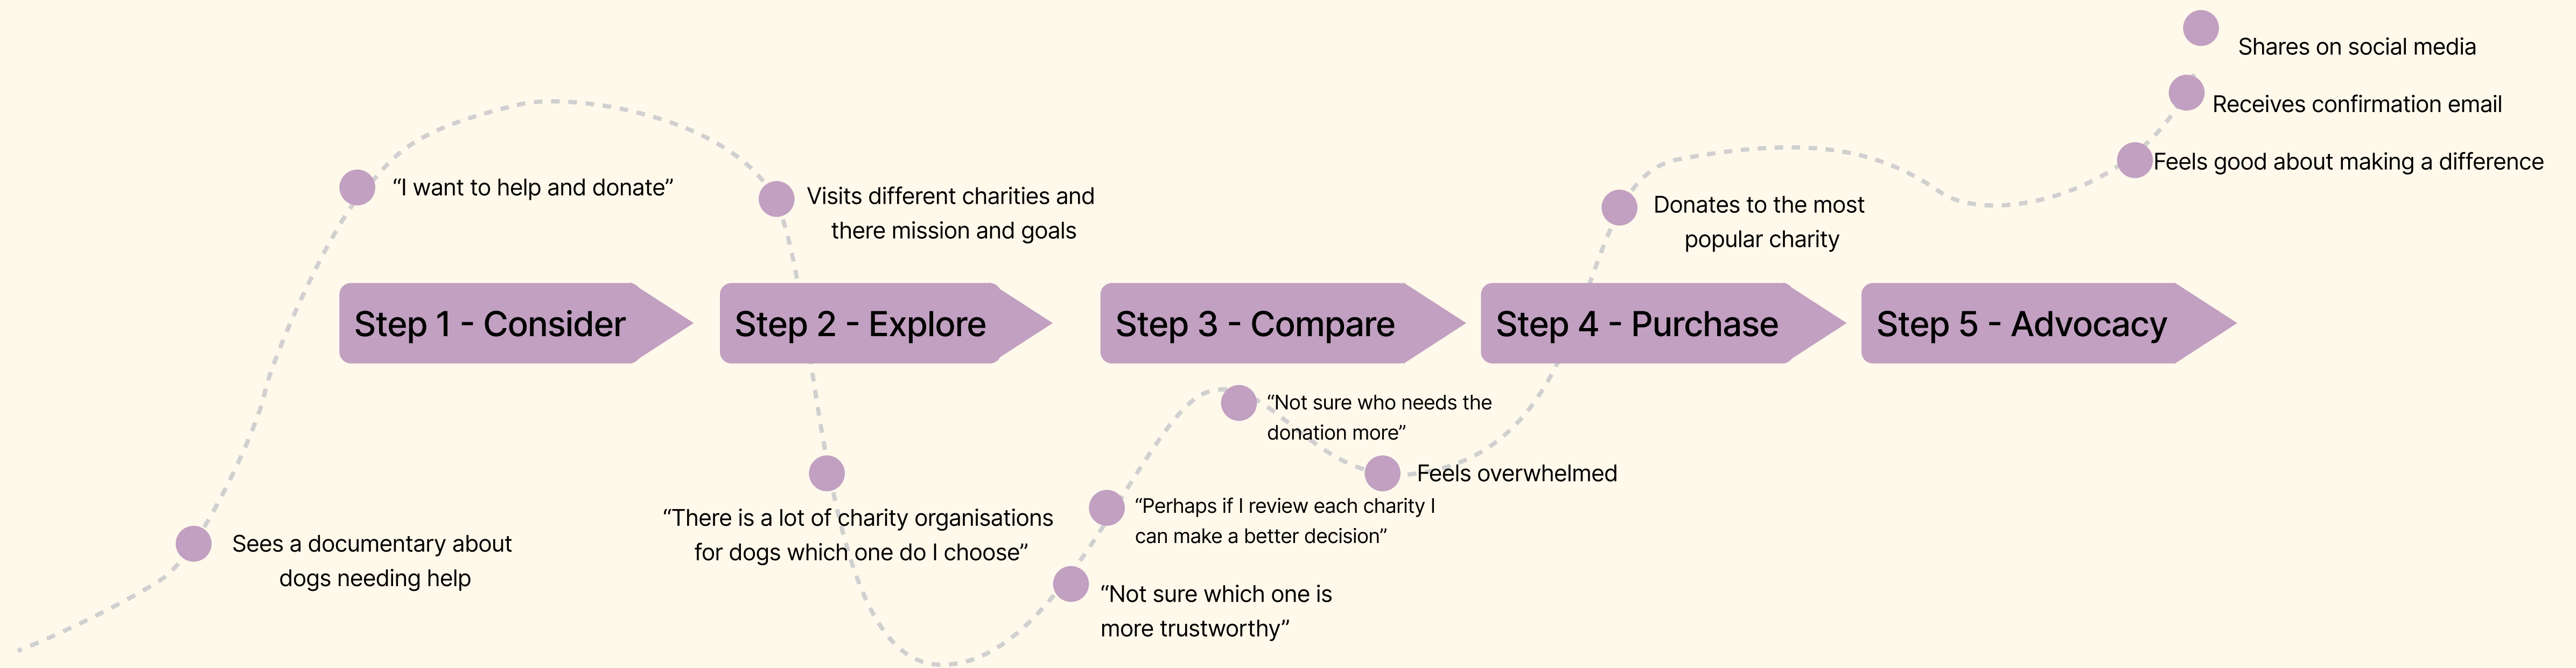 Shares on social media
Receives confirmation email
Feels good about making a difference
“I want to help and donate”
Visits different charities and
there mission and goals
Donates to the most
popular charity
Step 1 - Consider
Step 2 - Explore
Step 3 - Compare
Step 4 - Purchase
Step 5 - Advocacy
Sees a documentary about
dogs needing help
“There is a lot of charity organisations
for dogs which one do I choose”
“Not sure who needs the
donation more”
Feels overwhelmed
“Perhaps if I review each charity I
can make a better decision”
“Not sure which one is
more trustworthy”